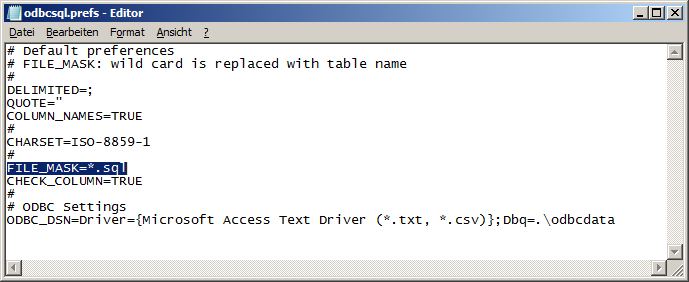 odbcsql.prefs - Editor
Datei Bearbeiten Format Ansicht ?
# Default preferences
# FILE_MASK: wild card is replaced with table name
#
DELIMITED=;
QUOTE="
COLUMN_NAMES=TRUE
#
CHARSET=ISO-8859-1
#
FILE_MASK=*.sql
CHECK_COLUMN=TRUE
#
# ODBC Settings
ODBC_DSN=Driver={Microsoft Access Text Driver (*.txt, *.csv)};Dbq=.\odbcdata